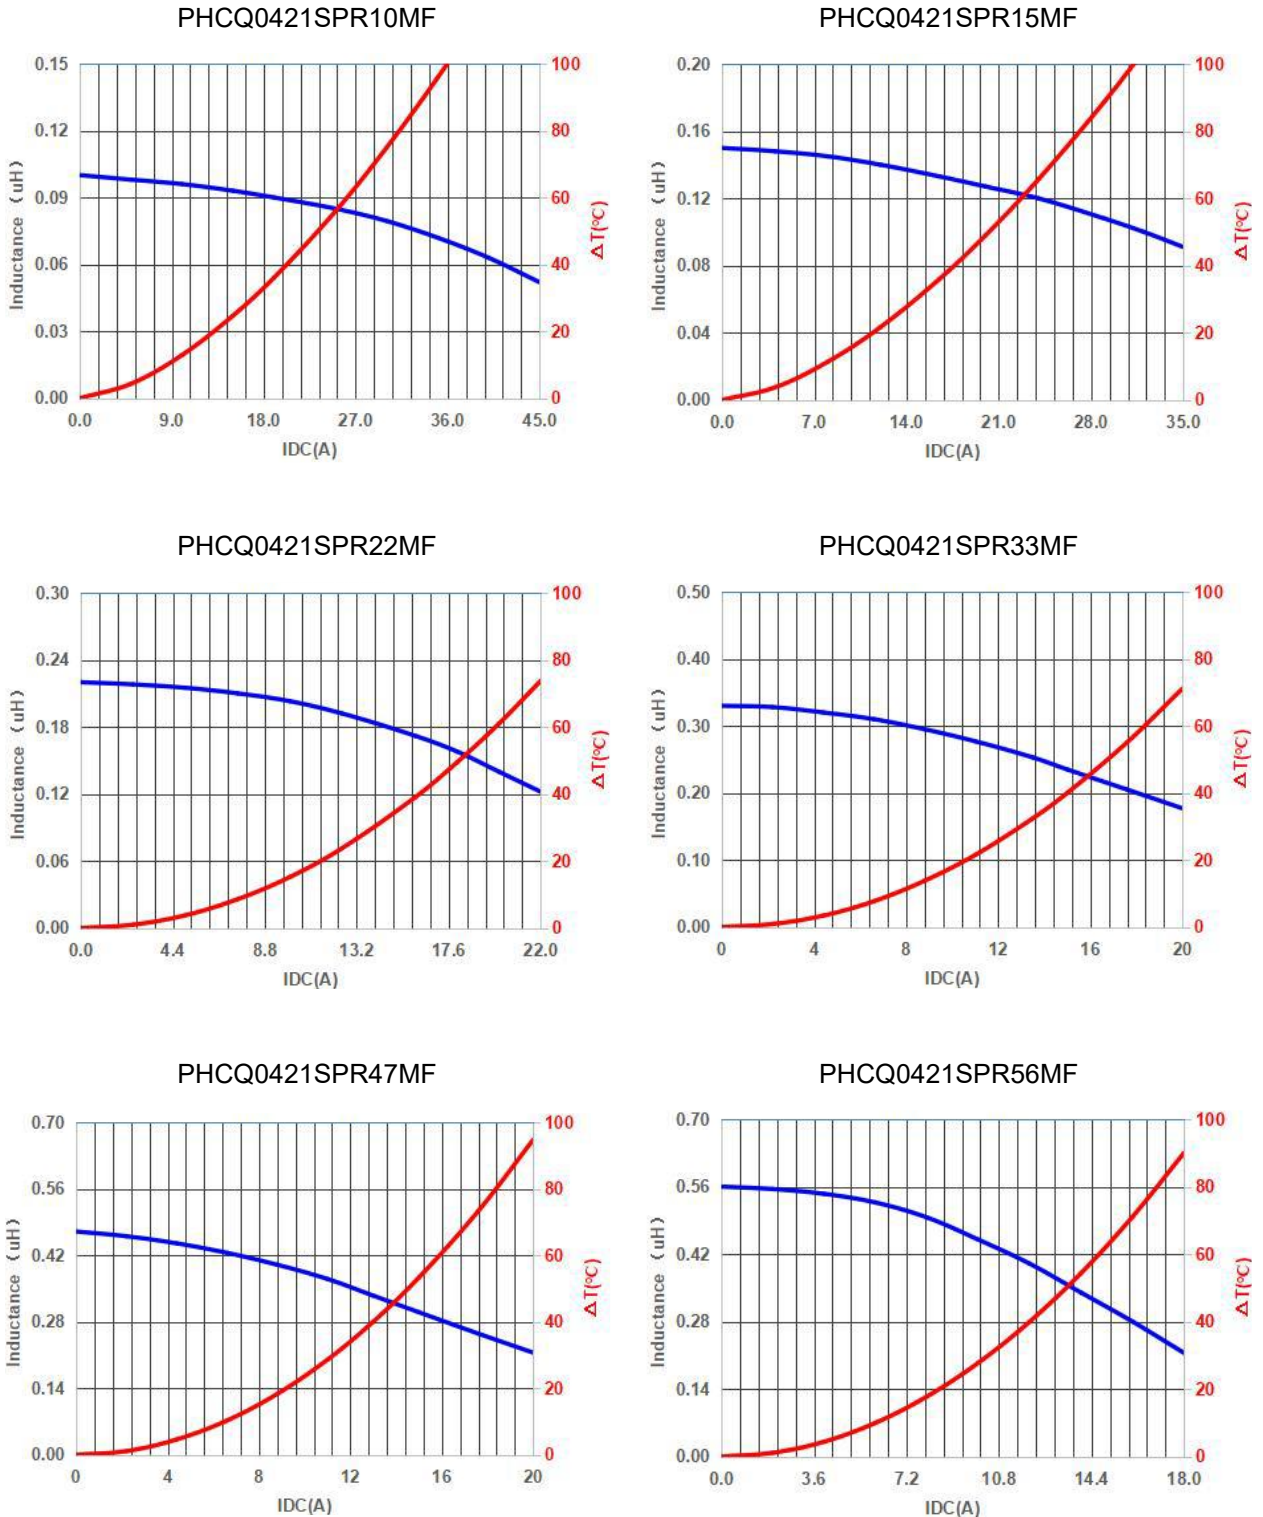 PHCQ0421SPR10MF
0.15
0.12
0.09
0.06
0.03
0.00
Inductance (uH)
100
80
60
40
20
0
ΔT(℃)
0.0 9.0 18.0 27.0 36.0 45.0
IDC(A)
PHCQ0421SPR15MF
0.20
0.16
0.12
0.08
0.04
0.00
Inductance (uH)
100
80
60
40
20
0
ΔT(℃)
0.0 7.0 14.0 21.0 28.0 35.0
IDC(A)
PHCQ0421SPR22MF
0.30
0.24
0.18
0.12
0.06
0.00
Inductance (uH)
100
80
60
40
20
0
ΔT(℃)
0.0 4.4 8.8 13.2 17.6 22.0
IDC(A)
PHCQ0421SPR33MF
0.50
0.40
0.30
0.20
0.10
0.00
Inductance (uH)
100
80
60
40
20
0
ΔT(℃)
0 4 8 12 16 20
IDC(A)
PHCQ0421SPR47MF
0.70
0.56
0.42
0.28
0.14
0.00
Inductance (uH)
100
80
60
40
20
0
ΔT(℃)
0 4 8 12 16 20
IDC(A)
PHCQ0421SPR56MF
0.70
0.56
0.42
0.28
0.14
0.00
Inductance (uH)
100
80
60
40
20
0
ΔT(℃)
0.0 3.6 7.2 10.8 14.4 18.0
IDC(A)